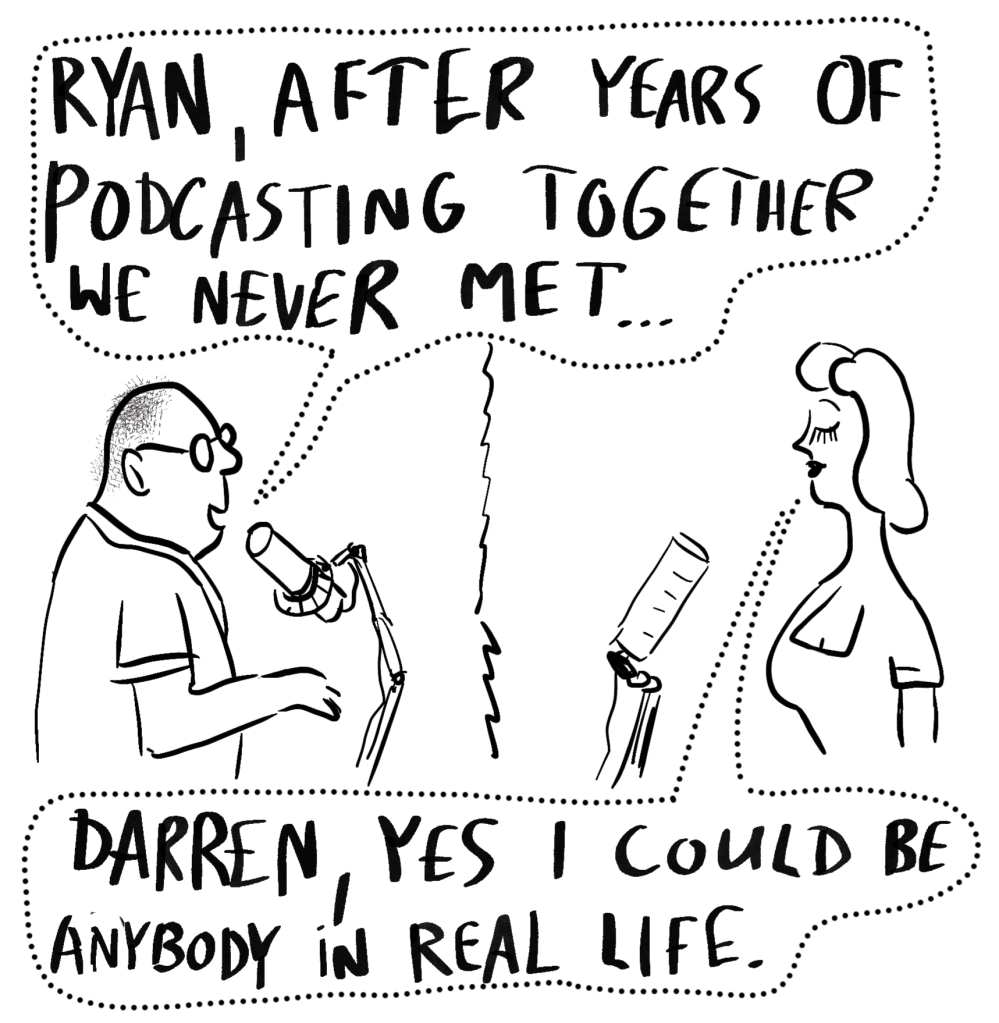 RYAN, AFTER YEARS OF
PODCASTING TOGETHER
WE NEVER MET...
DARREN, YES I COULD BE
ANYBODY iN REAL LIFE.